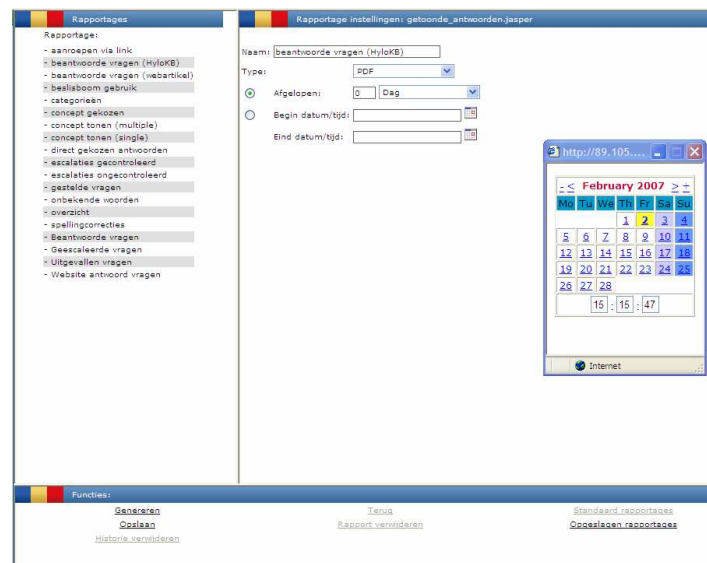 Rapportages
Rapportage:
- aanroepen via link
- beantwoorde vragen (HyloKB)
- beantwoorde vragen (webartikel)
- beslisboom gebruik
- categorieën
- concept gekozen
- concept tonen (multiple)
- concept tonen (single)
- direct gekozen antwoorden
- escalaties gecontroleerd
- escalaties ongecontroleerd
- gestelde vragen
- onbekende woorden
- overzicht
- spellingcorrecties
- Beantwoorde vragen
- Geescaleerde vragen
- Uitgevallen vragen
- Website antwoord vragen
Rapportage instellingen: getoonde_antwoorden.jasper
Naam: beantwoorde vragen (HyloKB)
Type: PDF
Afgelopen: 0 Dag
Begin datum/tijd:
Eind datum/tijd:
http://89.105....
- < February 2007 > +
Mo Tu We Th Fr Sa Su
1 2 3 4
5 6 7 8 9 10 11
12 13 14 15 16 17 18
19 20 21 22 23 24 25
26 27 28
15 : 15 : 47
Internet
Functies:
Genereren Terug Standaard rapportages
Opslaan Rapport verwijderen Opgeslagen rapportages
Historie verwijderen